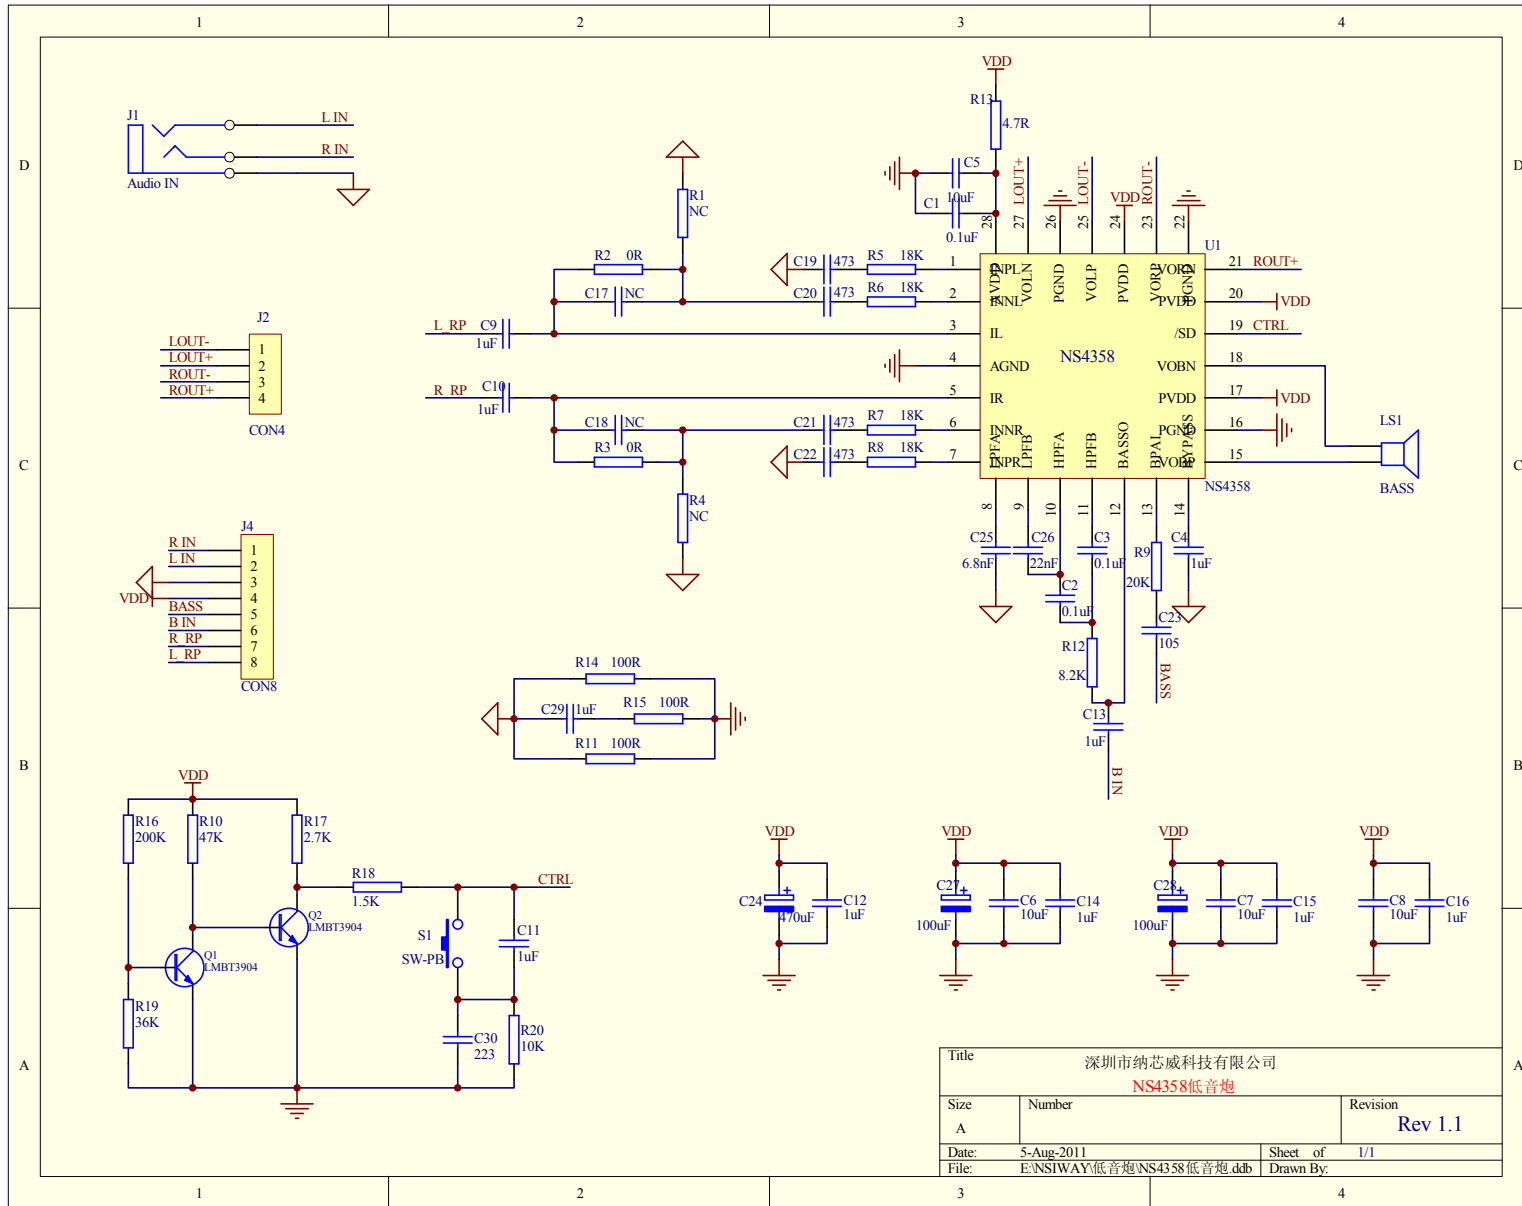 1 2 3 4
D
C
B
A
D
C
B
A
J1
L IN
R IN
Audio IN
J2
LOUT-
LOUT+
ROUT-
ROUT+
1
2
3
4
CON4
J4
R IN
L IN
VDD
BASS
B IN
R_RP
L_RP
1
2
3
4
5
6
7
8
CON8
R1
NC
R2 0R
C17 NC
L_RP C9
1uF
R_RP C10
1uF
C18 NC
R3 0R
R4
NC
C19 473 R5 18K
C20 473 R6 18K
C21 473 R7 18K
C22 473 R8 18K
VDD
R13
4.7R
C5
10uF
C1
0.1uF
LOUT+
LOUT-
ROUT-
VDD
28 27 26 25 24 23 22
U1
AVDD VOLN PGND VOLP PVDD VORP PGND
1 INPL
2 INNL
3 IL
4 AGND
5 IR
6 INNR
7 INPR
NS4358
VORN 21 ROUT+
PVDD 20 VDD
/SD 19 CTRL
VOBN 18
PVDD 17 VDD
PGND 16
VOBP 15
LPFA LPFB HPFA HPFB BASSO BPAI BYPASS
NS4358
8 9 10 11 12 13 14
LS1
BASS
C25
6.8nF
C26
22nF
C3
0.1uF
C2
0.1uF
R9
20K
C4
1uF
C23
105
BASS
R12
8.2K
C13
1uF
B IN
R14 100R
C29 1uF R15 100R
R11 100R
VDD
R16
200K
R10
47K
R17
2.7K
R18
1.5K
CTRL
Q2
LMBT3904
Q1
LMBT3904
R19
36K
S1
SW-PB
C11
1uF
C30
223
R20
10K
VDD
C24
470uF
C12
1uF
VDD
C27
100uF
C6
10uF
C14
1uF
VDD
C28
100uF
C7
10uF
C15
1uF
VDD
C8
10uF
C16
1uF
Title
深圳市纳芯威科技有限公司
NS4358低音炮
Size
A
Number
Revision
Rev 1.1
Date: 5-Aug-2011 Sheet of 1/1
File: E:\NSIWAY\低音炮\NS4358低音炮.ddb Drawn By:
1 2 3 4